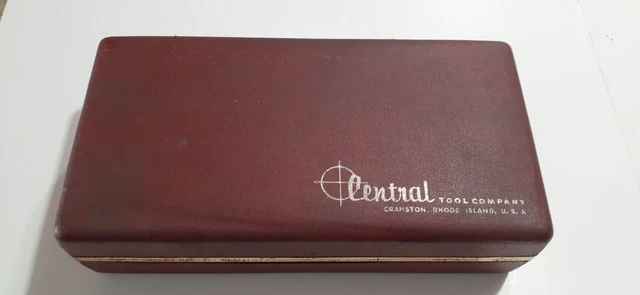 Central TOOL COMPANY
CRANSTON, RHODE ISLAND, U.S.A